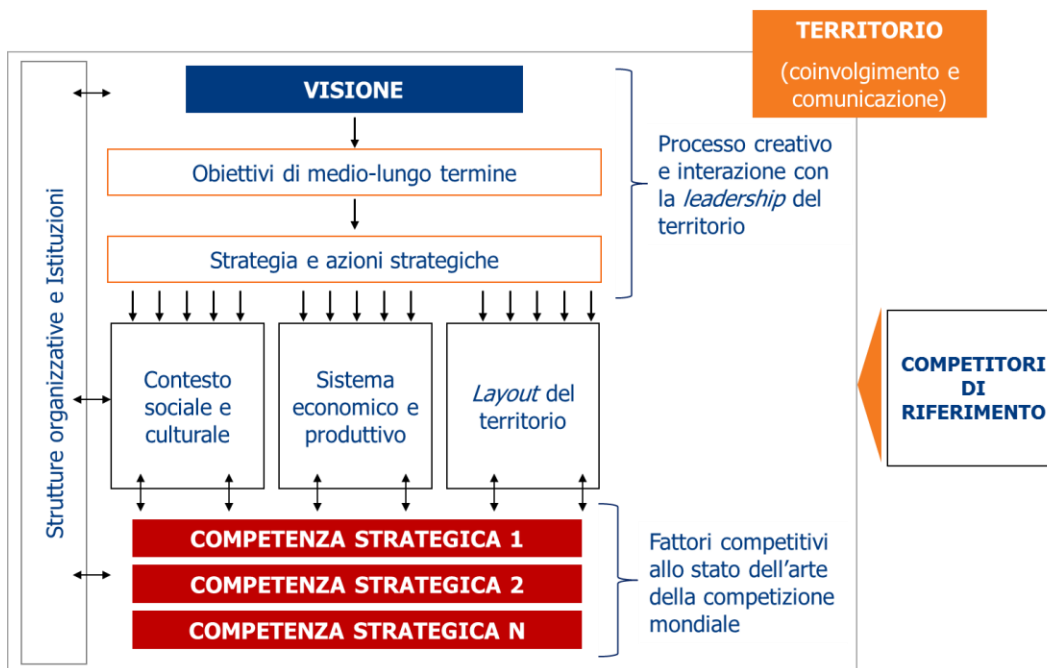 TERRITORIO
(coinvolgimento e
comunicazione)
Strutture organizzative e Istituzioni
VISIONE
Obiettivi di medio-lungo termine
Strategia e azioni strategiche
Processo creativo
e interazione con
la leadership del
territorio
Contesto
sociale e
culturale
Sistema
economico e
produttivo
Layout del
territorio
COMPETITORI
DI
RIFERIMENTO
COMPETENZA STRATEGICA 1
COMPETENZA STRATEGICA 2
COMPETENZA STRATEGICA N
Fattori competitivi
allo stato dell'arte
della competizione
mondiale